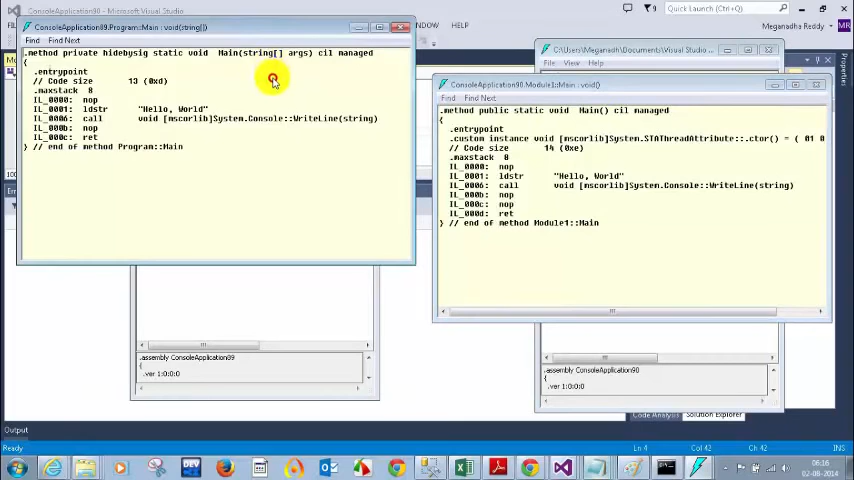 ConsoleApplication90 - Microsoft Visual Studio
Quick Launch (Ctrl+Q)
ConsoleApplication89.Program::Main : void(string[])
WINDOW
HELP
Meganadha Reddy
Find Find Next
.method private hidebysig static void Main(string[] args) cil managed
{
.entrypoint
// Code size 13 (0xd)
.maxstack 8
IL_0000: nop
IL_0001: ldstr "Hello, World"
IL_0006: call void [mscorlib]System.Console::WriteLine(string)
IL_000b: nop
IL_000c: ret
} // end of method Program::Main
C:\Users\Meganadh\Documents\Visual Studio
File View Help
ConsoleApplication90.Module1::Main : void()
Find Find Next
.method public static void Main() cil managed
{
.entrypoint
.custom instance void [mscorlib]System.STAThreadAttribute::.ctor() = ( 01 0
// Code size 14 (0xe)
.maxstack 8
IL_0000: nop
IL_0001: ldstr "Hello, World"
IL_0006: call void [mscorlib]System.Console::WriteLine(string)
IL_000b: nop
IL_000c: nop
IL_000d: ret
} // end of method Module1::Main
.assembly ConsoleApplication89
{
.ver 1:0:0:0
.assembly ConsoleApplication90
{
.ver 1:0:0:0
Code Analysis Solution Explorer
Output
Ready Ln 4 Col 42 Ch 42 INS
06:16
02-08-2014